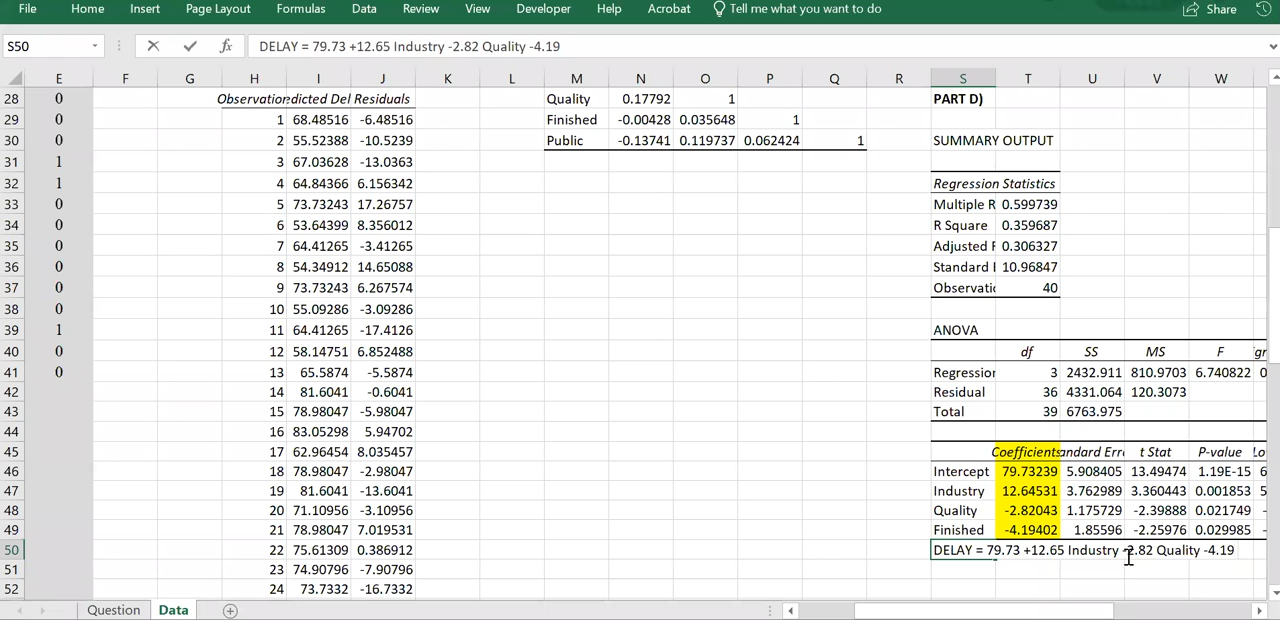 File Home Insert Page Layout Formulas Data Review View Developer Help Acrobat Tell me what you want to do Share
S50 fx DELAY = 79.73 +12.65 Industry -2.82 Quality -4.19
E F G H I J K L M N O P Q R S T U V W
28 0 Observation edicted Del Residuals Quality 0.17792 1 PART D)
29 0 1 68.48516 -6.48516 Finished -0.00428 0.035648 1
30 0 2 55.52388 -10.5239 Public -0.13741 0.119737 0.062424 1 SUMMARY OUTPUT
31 1 3 67.03628 -13.0363
32 1 4 64.84366 6.156342 Regression Statistics
33 0 5 73.73243 17.26757 Multiple R 0.599739
34 0 6 53.64399 8.356012 R Square 0.359687
35 0 7 64.41265 -3.41265 Adjusted F 0.306327
36 0 8 54.34912 14.65088 Standard I 10.96847
37 0 9 73.73243 6.267574 Observatic 40
38 0 10 55.09286 -3.09286
39 1 11 64.41265 -17.4126 ANOVA
40 0 12 58.14751 6.852488 df SS MS F gr
41 0 13 65.5874 -5.5874 Regression 3 2432.911 810.9703 6.740822 0
42 14 81.6041 -0.6041 Residual 36 4331.064 120.3073
43 15 78.98047 -5.98047 Total 39 6763.975
44 16 83.05298 5.94702
45 17 62.96454 8.035457 Coefficients andard Erro t Stat P-value Lo
46 18 78.98047 -2.98047 Intercept 79.73239 5.908405 13.49474 1.19E-15 6
47 19 81.6041 -13.6041 Industry 12.64531 3.762989 3.360443 0.001853 5
48 20 71.10956 -3.10956 Quality -2.82043 1.175729 -2.39888 0.021749 -
49 21 78.98047 7.019531 Finished -4.19402 1.85596 -2.25976 0.029985 -
50 22 75.61309 0.386912 DELAY = 79.73 +12.65 Industry -2.82 Quality -4.19
51 23 74.90796 -7.90796
52 24 73.7332 -16.7332
Question Data